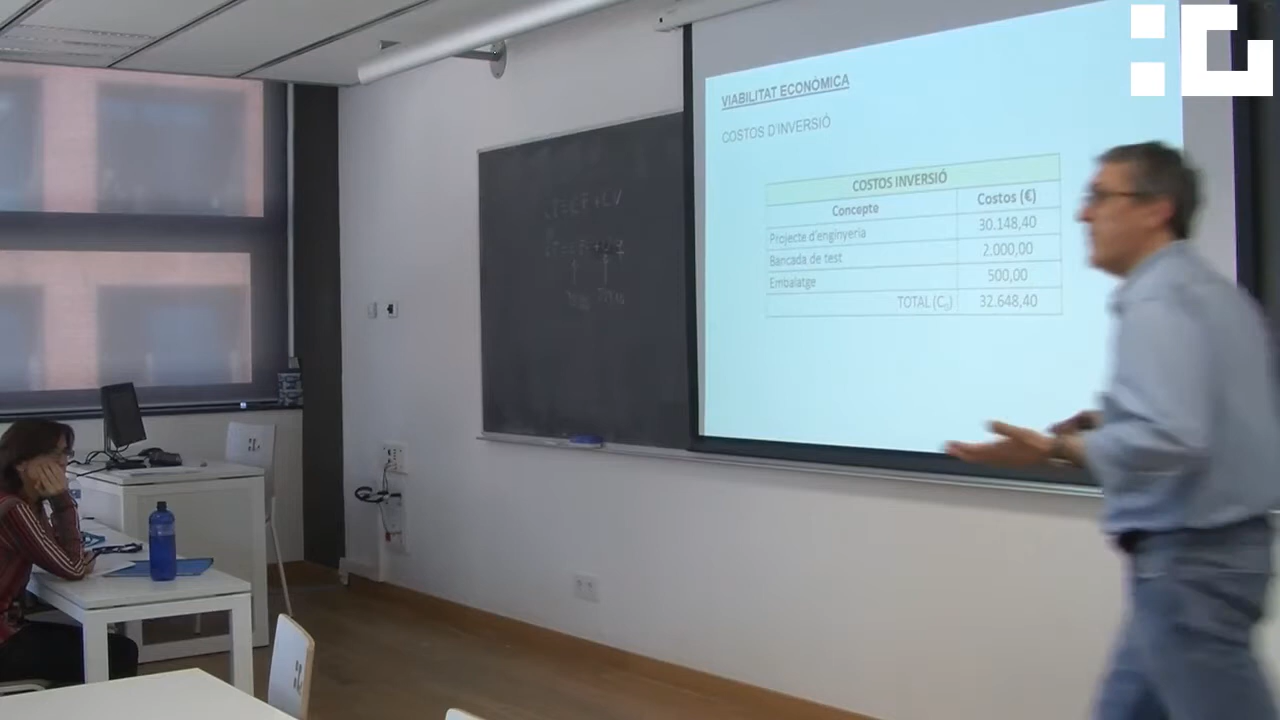 VIABILITAT ECONÒMICA
COSTOS D'INVERSIÓ
COSTOS INVERSIÓ
Concepte Costos (€)
Projecte d'enginyeria 30.148,40
Bancada de test 2.000,00
Embalatge 500,00
TOTAL (C₀) 32.648,40